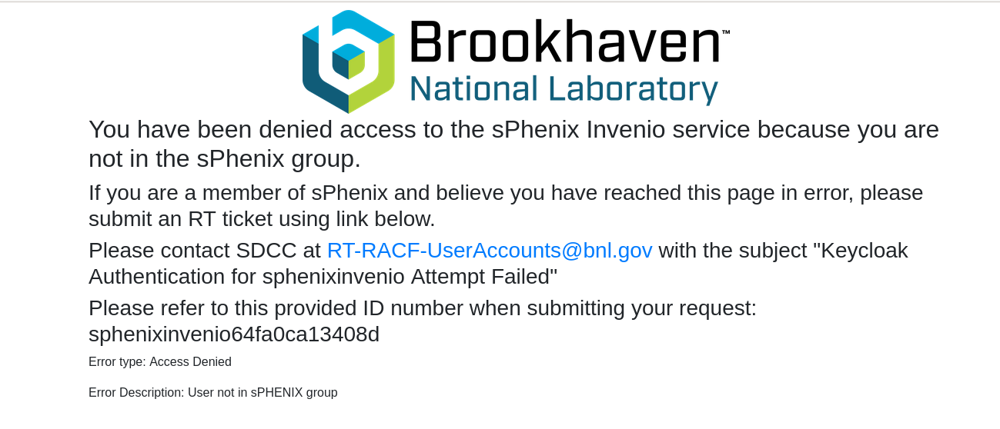 Brookhaven™
National Laboratory
You have been denied access to the sPhenix Invenio service because you are
not in the sPhenix group.
If you are a member of sPhenix and believe you have reached this page in error, please
submit an RT ticket using link below.
Please contact SDCC at RT-RACF-UserAccounts@bnl.gov with the subject "Keycloak
Authentication for sphenixinvenio Attempt Failed"
Please refer to this provided ID number when submitting your request:
sphenixinvenio64fa0ca13408d
Error type: Access Denied
Error Description: User not in sPHENIX group